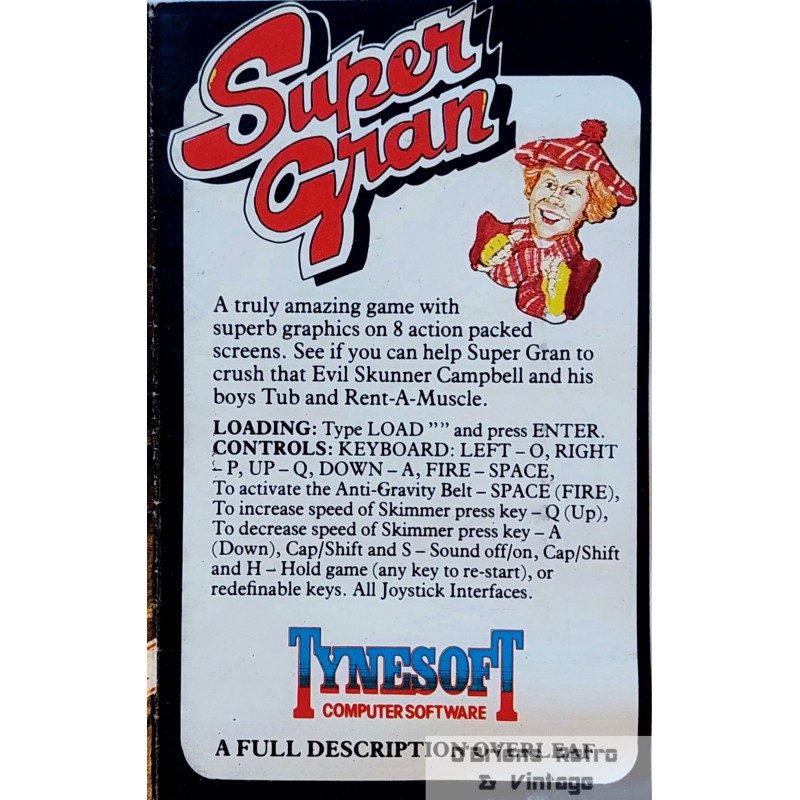 Super
Gran
A truly amazing game with
superb graphics on 8 action packed
screens. See if you can help Super Gran to
crush that Evil Skunner Campbell and his
boys Tub and Rent-A-Muscle.
LOADING: Type LOAD ”” and press ENTER.
CONTROLS: KEYBOARD: LEFT – O, RIGHT
– P, UP – Q, DOWN – A, FIRE – SPACE,
To activate the Anti-Gravity Belt – SPACE (FIRE),
To increase speed of Skimmer press key – Q (Up),
To decrease speed of Skimmer press key – A
(Down), Cap/Shift and S – Sound off/on, Cap/Shift
and H – Hold game (any key to re-start), or
redefinable keys. All Joystick Interfaces.
TYNESOFT
COMPUTER SOFTWARE
A FULL DESCRIPTION OVERLEAF
O'Briens Retro
& Vintage